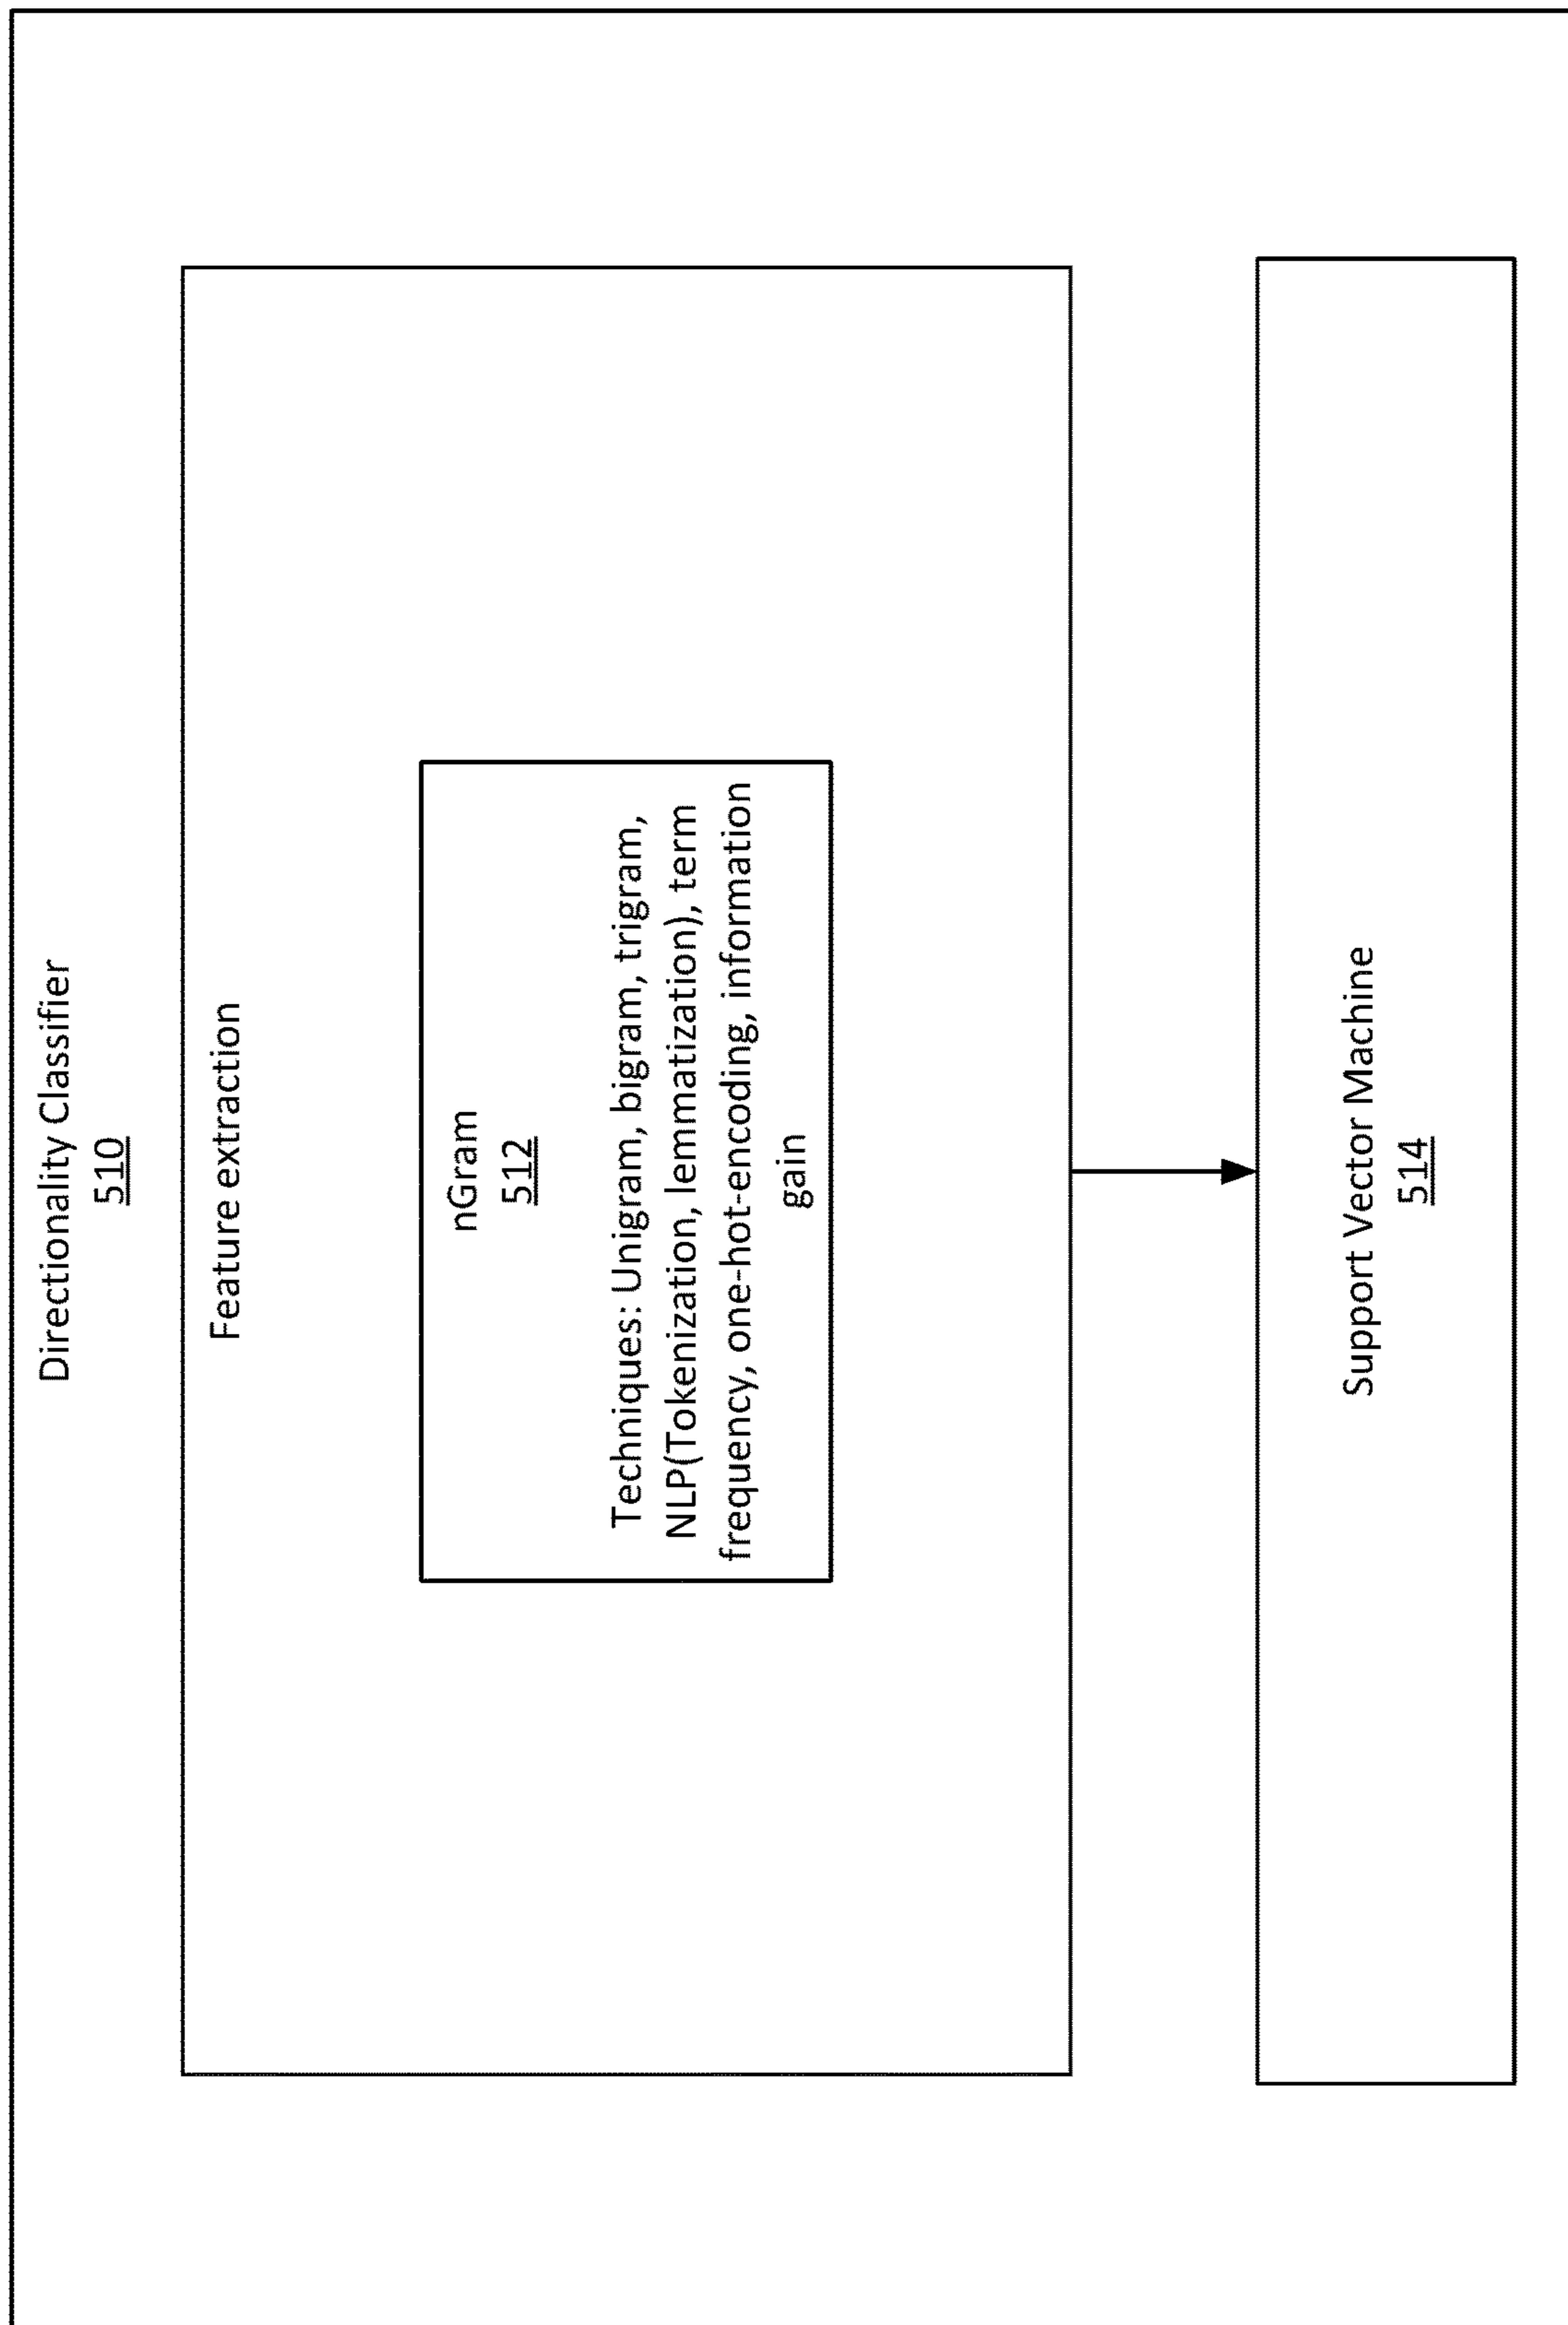 Directionality Classifier
510
Feature extraction
nGram
512
Techniques: Unigram, bigram, trigram,
NLP(Tokenization, lemmatization), term
frequency, one-hot-encoding, information
gain
Support Vector Machine
514